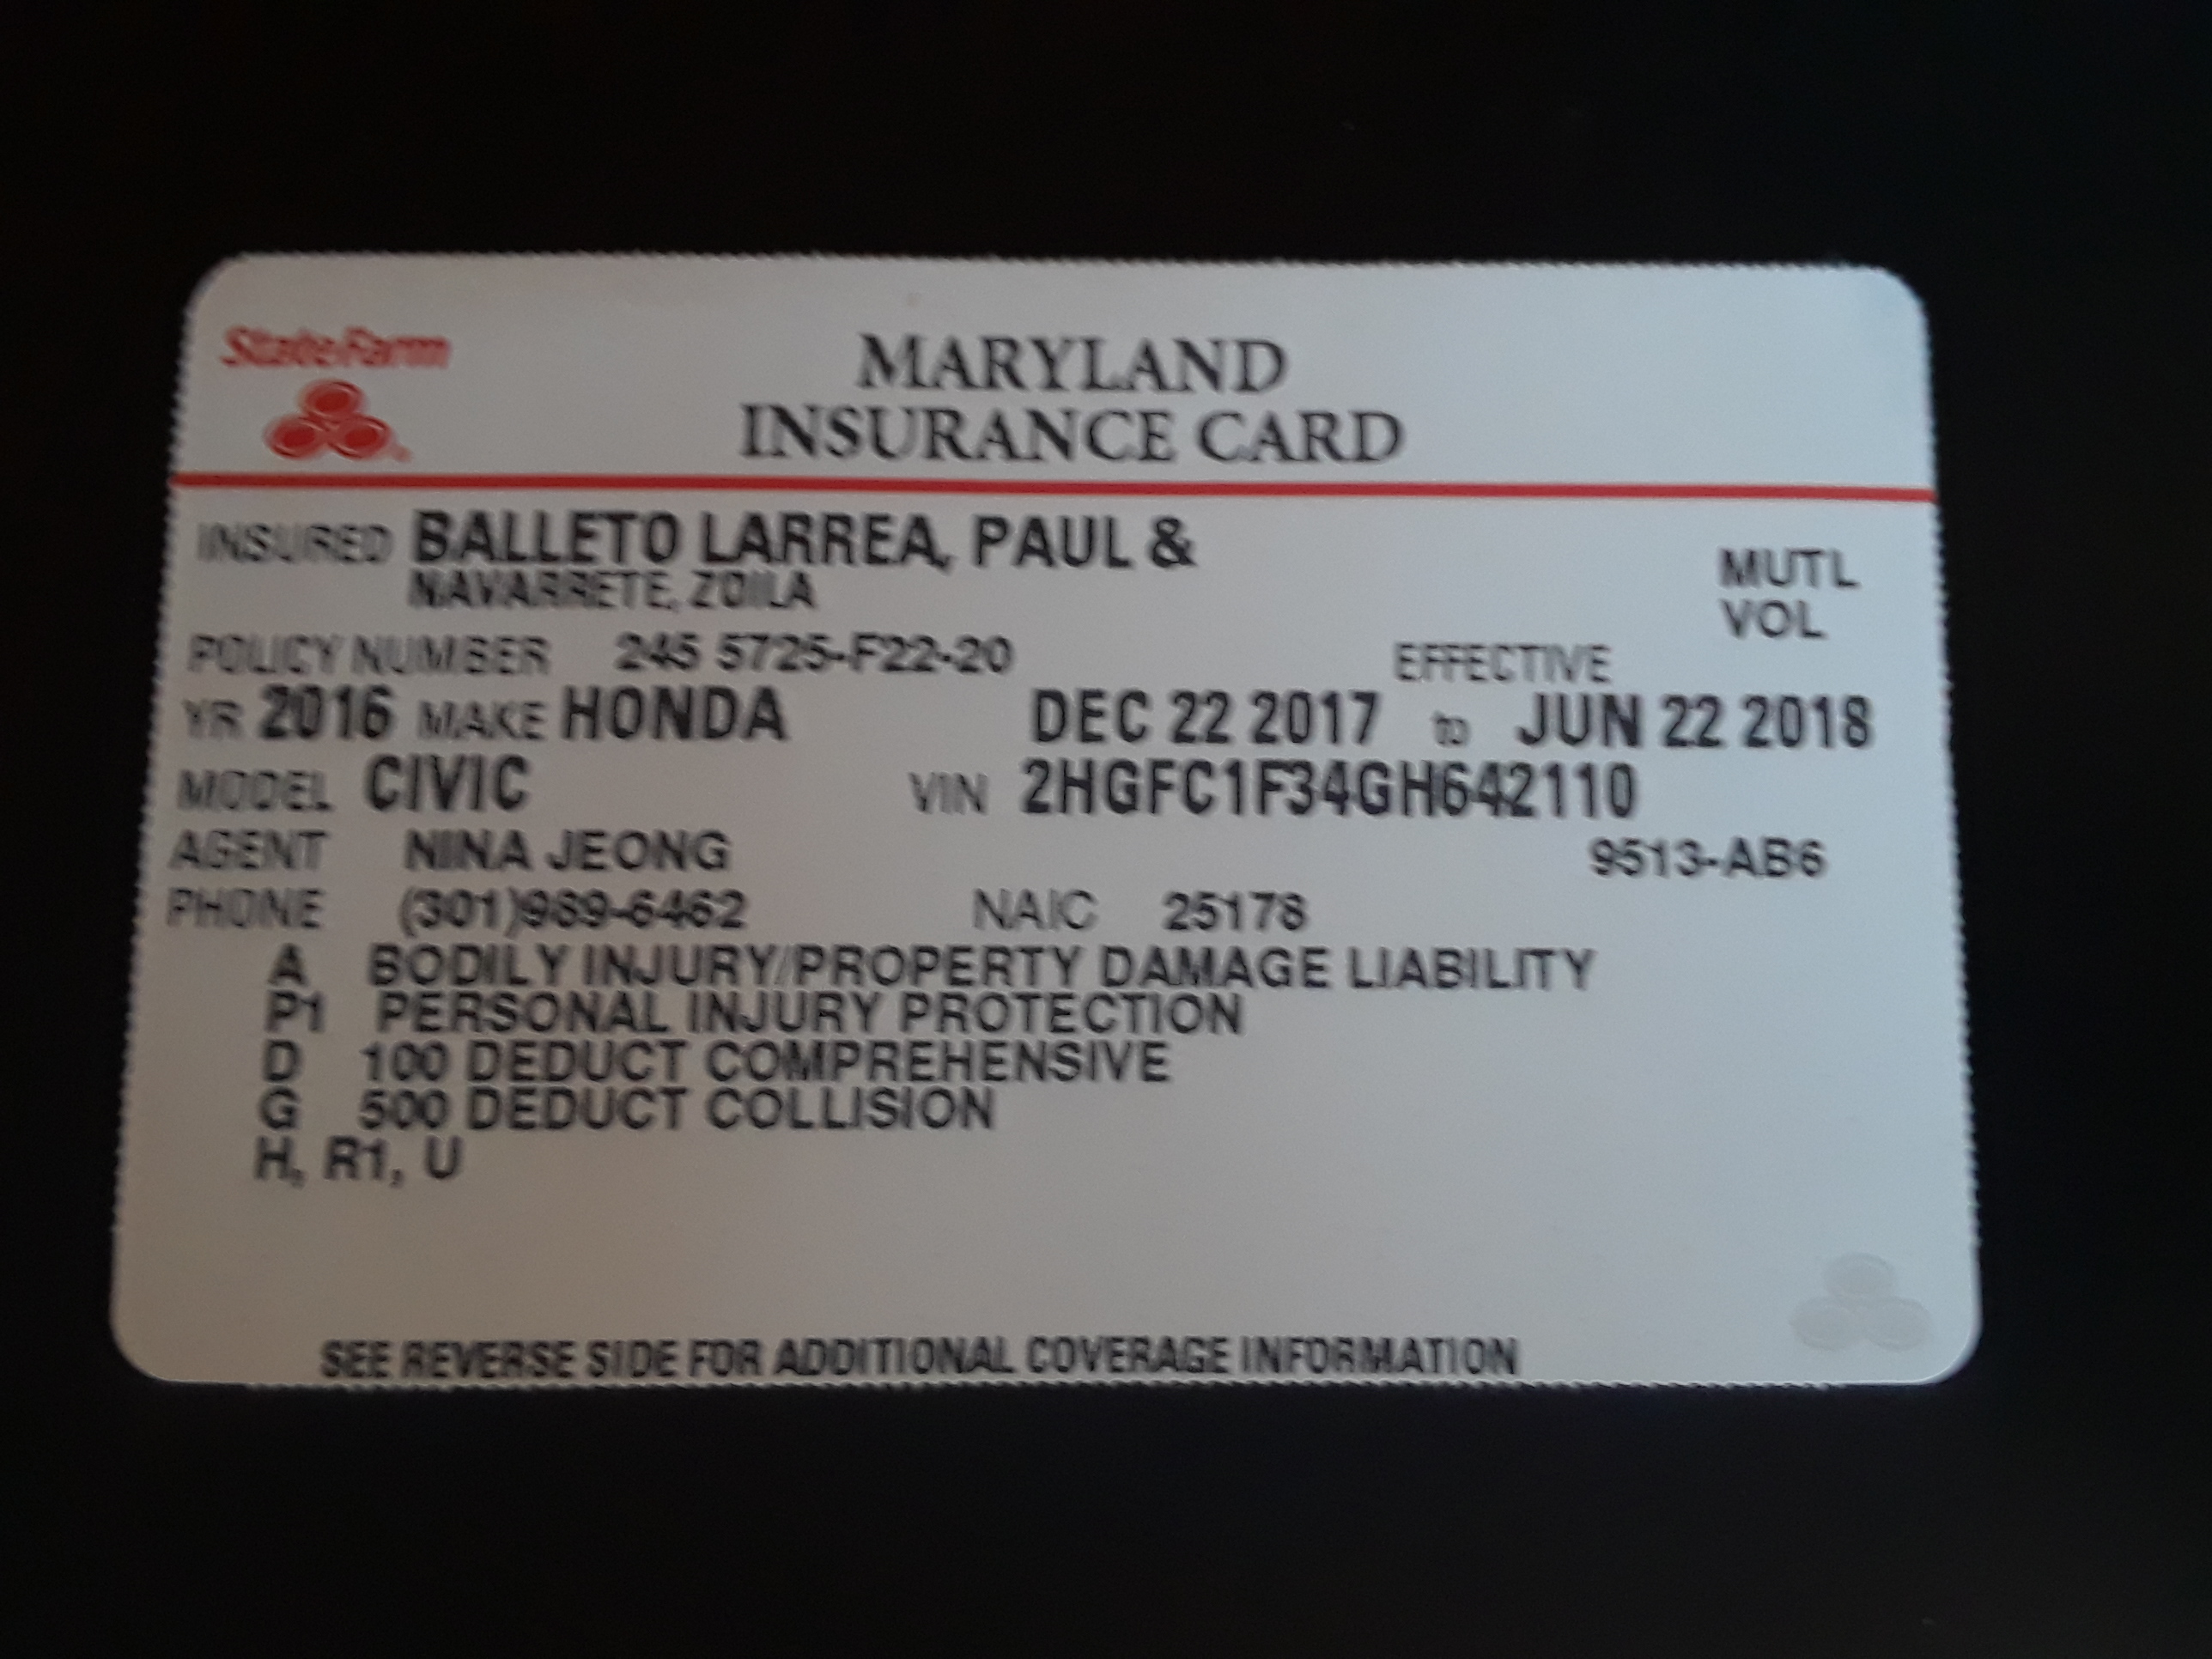 StateFarm
MARYLAND
INSURANCE CARD
INSURED BALLETO LARREA, PAUL &
NAVARRETE, ZOILA
MUTL
VOL
POLICY NUMBER 245 5725-F22-20 EFFECTIVE
YR 2016 MAKE HONDA DEC 22 2017 to JUN 22 2018
MODEL CIVIC VIN 2HGFC1F34GH642110
AGENT NINA JEONG 9513-AB6
PHONE (301)989-6462 NAIC 25178
A BODILY INJURY/PROPERTY DAMAGE LIABILITY
P1 PERSONAL INJURY PROTECTION
D 100 DEDUCT COMPREHENSIVE
G 500 DEDUCT COLLISION
H, R1, U
SEE REVERSE SIDE FOR ADDITIONAL COVERAGE INFORMATION